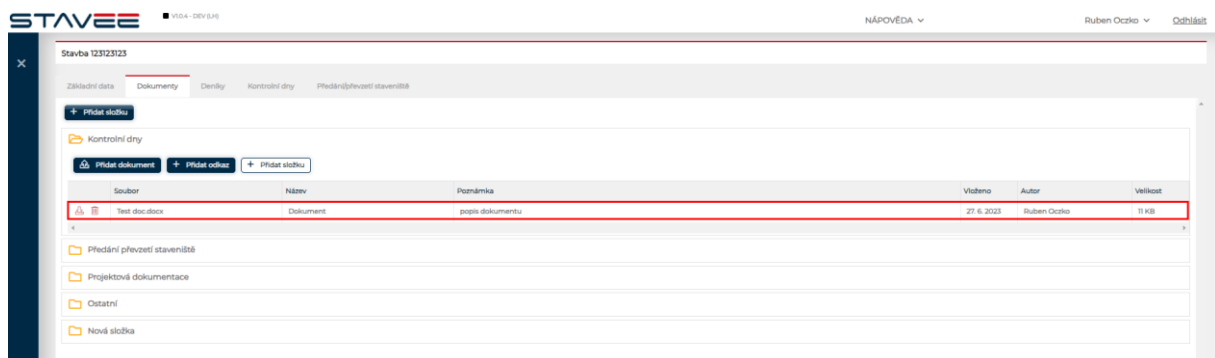 STAVEE V1.0.4 - DEV (LH) NÁPOVĚDA Ruben Oczko Odhlásit
Stavba 123123123
Základní data Dokumenty Deníky Kontrolní dny Předání/převzetí staveniště
+ Přidat složku
Kontrolní dny
Přidat dokument + Přidat odkaz + Přidat složku
Soubor Název Poznámka Vloženo Autor Velikost
Test doc.docx Dokument popis dokumentu 27. 6. 2023 Ruben Oczko 11 KB
Předání převzetí staveniště
Projektová dokumentace
Ostatní
Nová složka